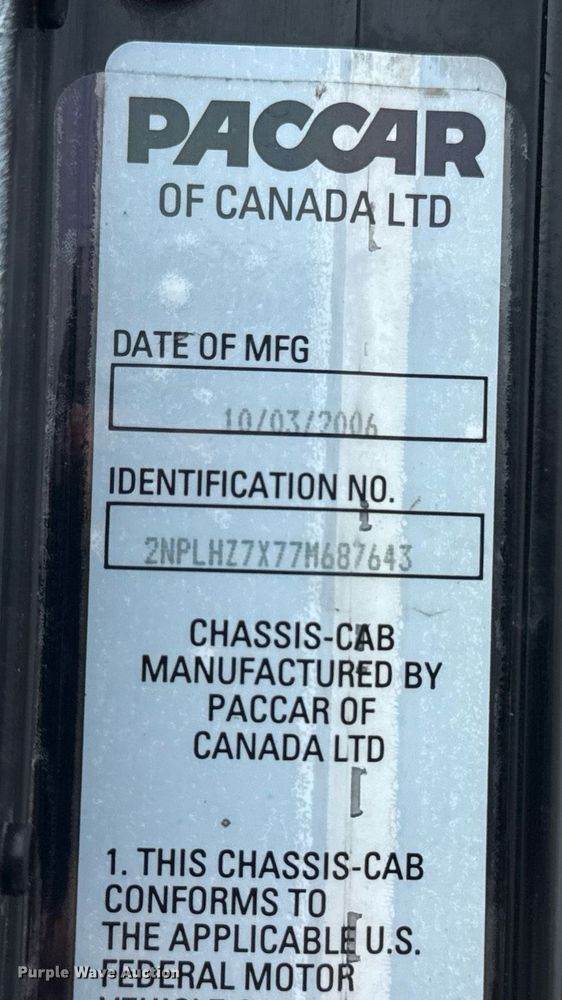 PACCAR
OF CANADA LTD
DATE OF MFG
10/03/2006
IDENTIFICATION NO.
2NPLHZ7X77M687643
CHASSIS-CAB
MANUFACTURED BY
PACCAR OF
CANADA LTD
1. THIS CHASSIS-CAB
CONFORMS TO
THE APPLICABLE U.S.
FEDERAL MOTOR
Purple Wave Auction